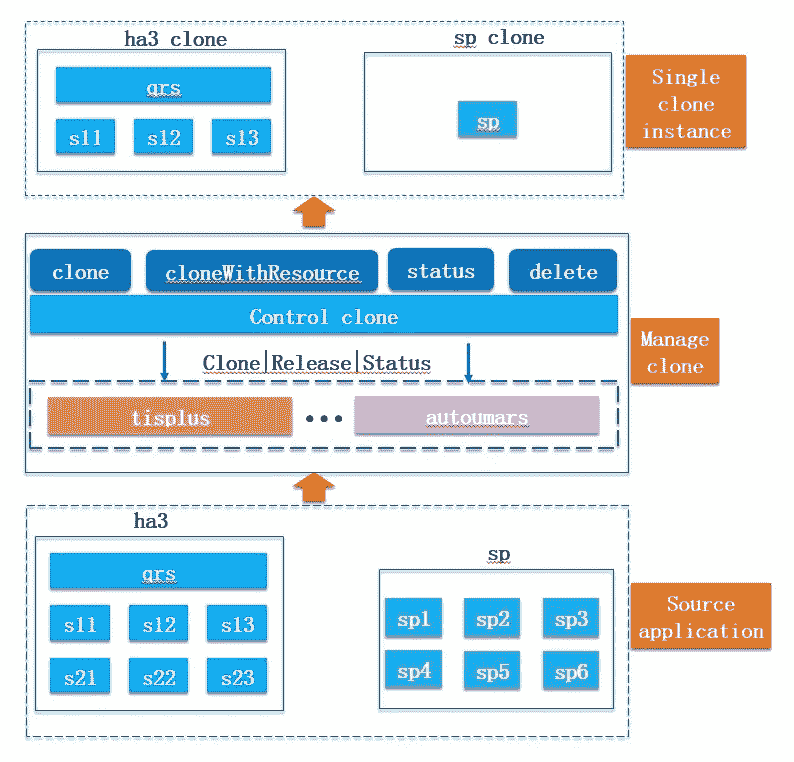 ha3 clone
sp clone
qrs
s11 s12 s13
sp
Single
clone
instance
clone cloneWithResource status delete
Control clone
Clone|Release|Status
tisplus ••• autoumars
Manage
clone
ha3
sp
qrs
s11 s12 s13
s21 s22 s23
sp1 sp2 sp3
sp4 sp5 sp6
Source
application